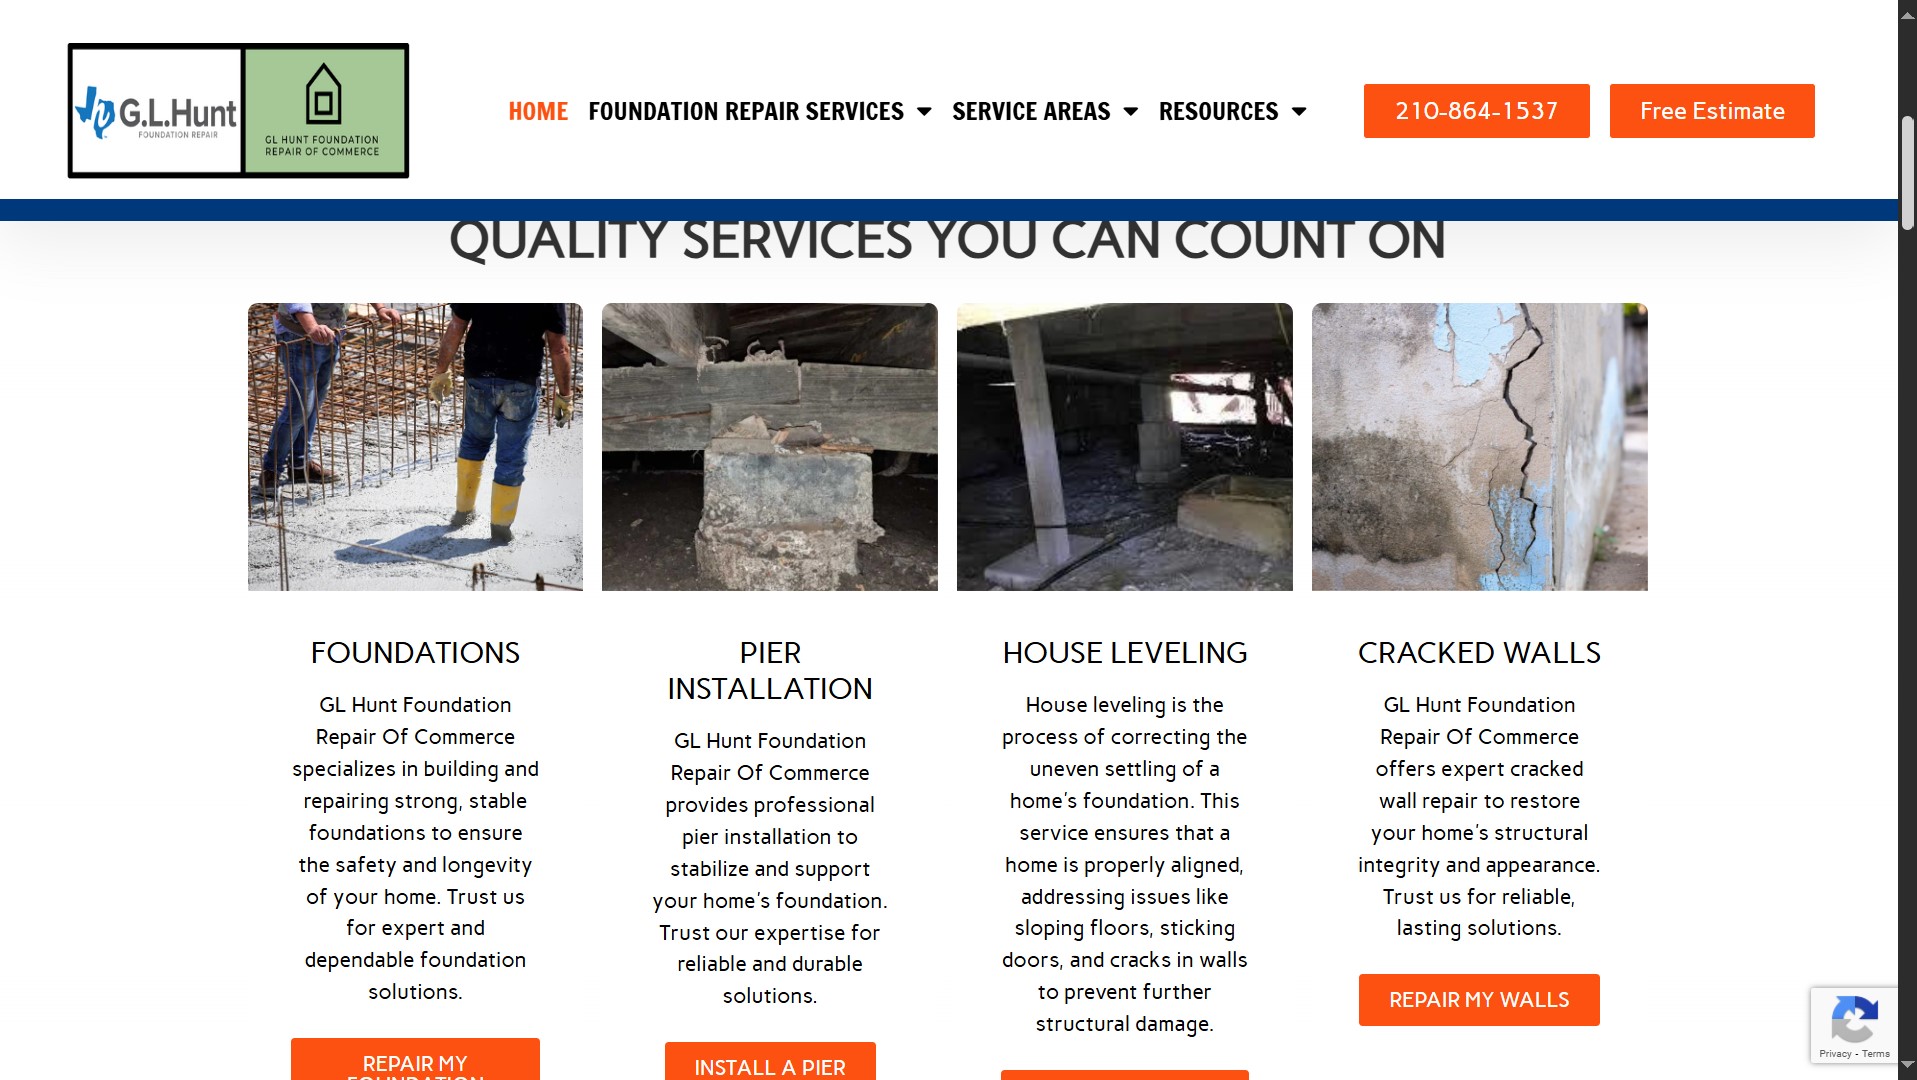 G.L.Hunt
FOUNDATION REPAIR
GL HUNT FOUNDATION
REPAIR OF COMMERCE
HOME
FOUNDATION REPAIR SERVICES
SERVICE AREAS
RESOURCES
210-864-1537
Free Estimate
QUALITY SERVICES YOU CAN COUNT ON
FOUNDATIONS
GL Hunt Foundation
Repair Of Commerce
specializes in building and
repairing strong, stable
foundations to ensure
the safety and longevity
of your home. Trust us
for expert and
dependable foundation
solutions.
REPAIR MY
FOUNDATION
PIER
INSTALLATION
GL Hunt Foundation
Repair Of Commerce
provides professional
pier installation to
stabilize and support
your home's foundation.
Trust our expertise for
reliable and durable
solutions.
INSTALL A PIER
HOUSE LEVELING
House leveling is the
process of correcting the
uneven settling of a
home's foundation. This
service ensures that a
home is properly aligned,
addressing issues like
sloping floors, sticking
doors, and cracks in walls
to prevent further
structural damage.
CRACKED WALLS
GL Hunt Foundation
Repair Of Commerce
offers expert cracked
wall repair to restore
your home's structural
integrity and appearance.
Trust us for reliable,
lasting solutions.
REPAIR MY WALLS
Privacy - Terms